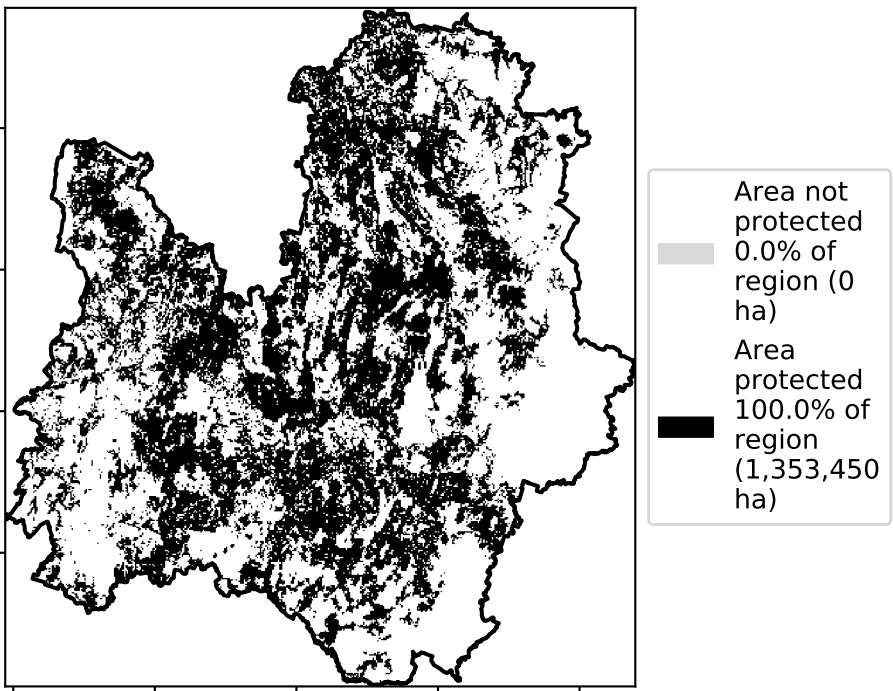 Area not
protected
0.0% of
region (0
ha)
Area
protected
100.0% of
region
(1,353,450
ha)